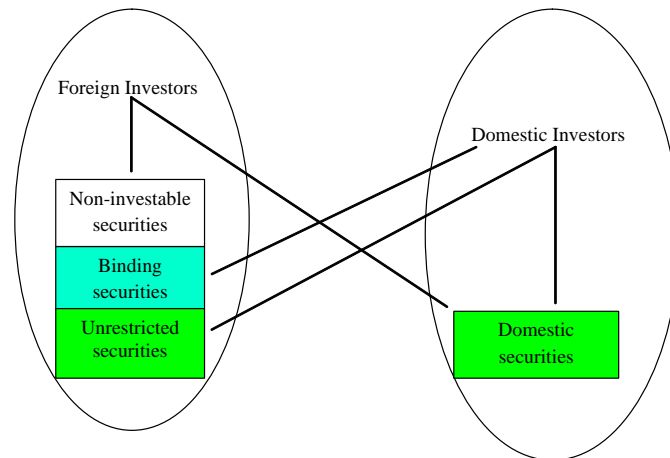 Foreign Investors
Domestic Investors
Non-investable
securities
Binding
securities
Unrestricted
securities
Domestic
securities